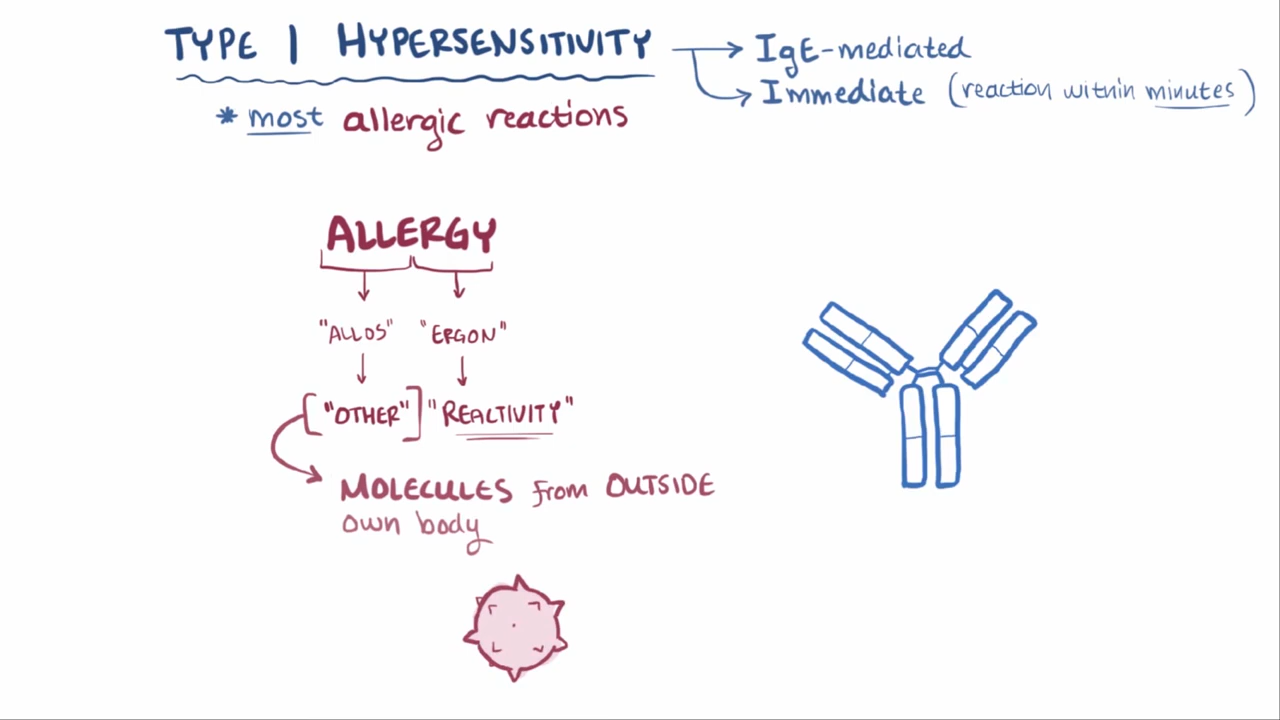 TYPE I HYPERSENSITIVITY
IgE-mediated
Immediate (reaction within minutes)
* most allergic reactions
ALLERGY
"ALLOS" "ERGON"
["OTHER"] "REACTIVITY"
MOLECULES from OUTSIDE
own body